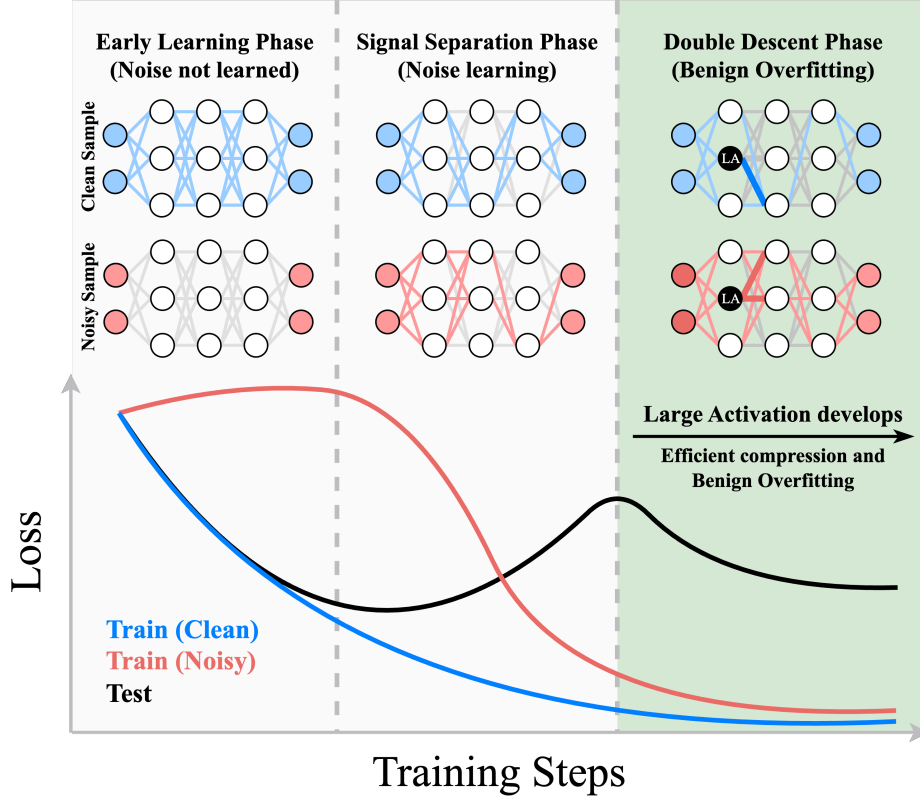 Early Learning Phase
(Noise not learned)
Signal Separation Phase
(Noise learning)
Double Descent Phase
(Benign Overfitting)
Clean Sample
LA
Noisy Sample
LA
Large Activation develops
Efficient compression and
Benign Overfitting
Loss
Train (Clean)
Train (Noisy)
Test
Training Steps